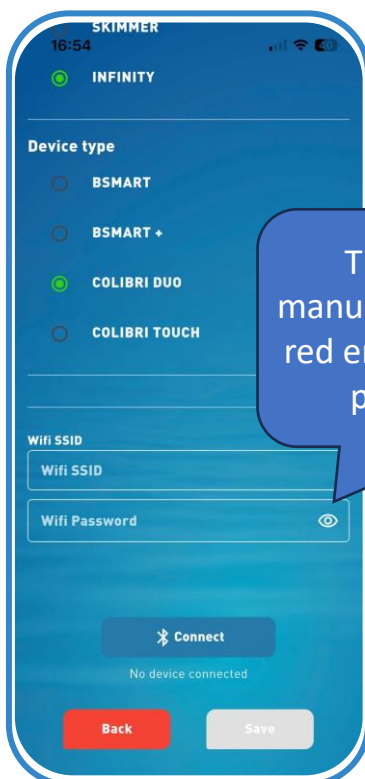 SKIMMER
16:54
40
INFINITY
Device type
BSMART
BSMART +
COLIBRI DUO
COLIBRI TOUCH
Wifi SSID
Wifi SSID
Wifi Password
Connect
No device connected
Back
Save